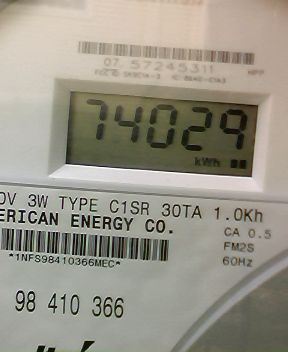 07. 57245311
74029
kWh
0V 3W TYPE C1SR 30TA 1.0Kh
ERICAN ENERGY CO.
CA 0.5
*1NFS98410366MEC*
FM2S
60Hz
98 410 366